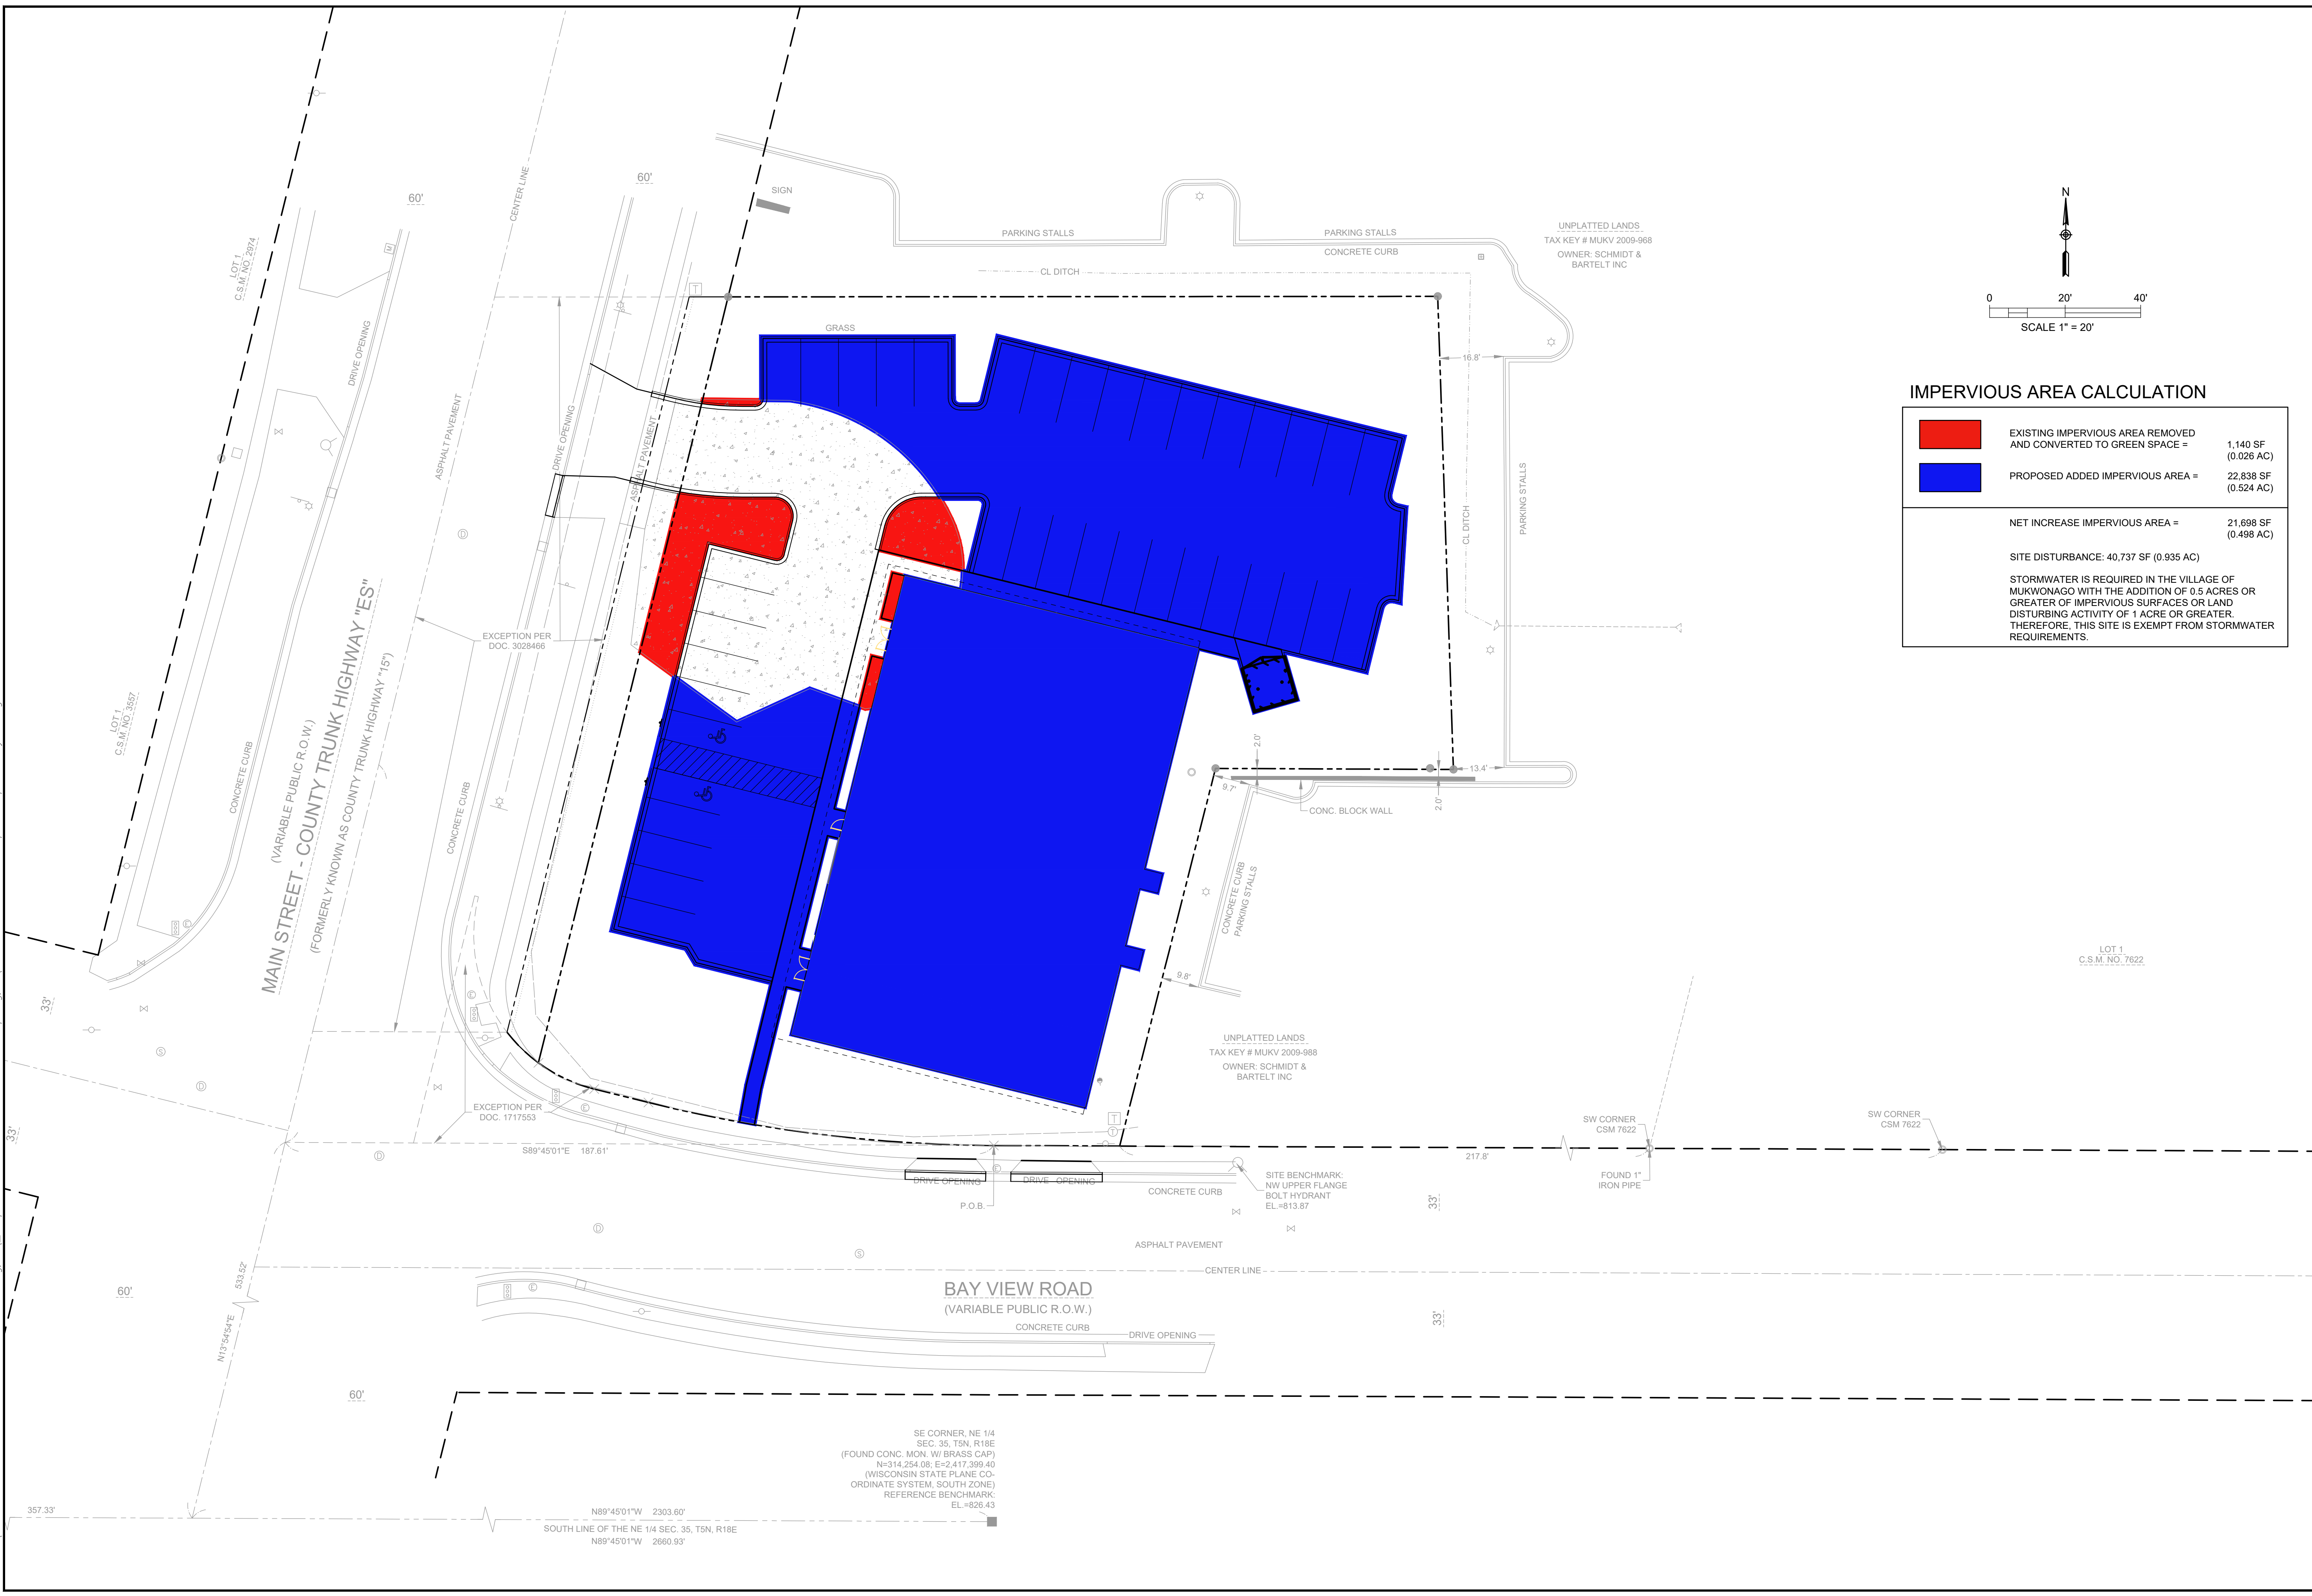 60'
60'
CENTER LINE
SIGN
LOT 1
C.S.M. NO. 2974
M
DRIVE OPENING
ASPHALT PAVEMENT
DRIVE OPENING
ASPHALT PAVEMENT
T
PARKING STALLS
PARKING STALLS
CONCRETE CURB
CL DITCH
UNPLATTED LANDS
TAX KEY # MUKV 2009-968
OWNER: SCHMIDT &
BARTELT INC
GRASS
16.8'
CL DITCH
PARKING STALLS
N
0 20' 40'
SCALE 1" = 20'
IMPERVIOUS AREA CALCULATION
EXISTING IMPERVIOUS AREA REMOVED
AND CONVERTED TO GREEN SPACE = 1,140 SF
(0.026 AC)
PROPOSED ADDED IMPERVIOUS AREA = 22,838 SF
(0.524 AC)
NET INCREASE IMPERVIOUS AREA = 21,698 SF
(0.498 AC)
SITE DISTURBANCE: 40,737 SF (0.935 AC)
STORMWATER IS REQUIRED IN THE VILLAGE OF
MUKWONAGO WITH THE ADDITION OF 0.5 ACRES OR
GREATER OF IMPERVIOUS SURFACES OR LAND
DISTURBING ACTIVITY OF 1 ACRE OR GREATER.
THEREFORE, THIS SITE IS EXEMPT FROM STORMWATER
REQUIREMENTS.
D
EXCEPTION PER
DOC. 3028466
LOT 1
C.S.M. NO. 3557
CONCRETE CURB
(VARIABLE PUBLIC R.O.W.)
MAIN STREET - COUNTY TRUNK HIGHWAY "ES"
(FORMERLY KNOWN AS COUNTY TRUNK HIGHWAY "15")
CONCRETE CURB
2.0'
13.4'
9.7'
2.0'
CONC. BLOCK WALL
CONCRETE CURB
PARKING STALLS
9.8'
E
E
33'
S
D
33'
LOT 1
C.S.M. NO. 7622
UNPLATTED LANDS
TAX KEY # MUKV 2009-988
OWNER: SCHMIDT &
BARTELT INC
EXCEPTION PER
DOC. 1717553
E
T
T
S89°45'01"E 187.61'
D
SW CORNER
CSM 7622
SW CORNER
CSM 7622
217.8'
FOUND 1"
IRON PIPE
E
DRIVE OPENING
DRIVE OPENING
CONCRETE CURB
P.O.B.
SITE BENCHMARK:
NW UPPER FLANGE
BOLT HYDRANT
EL.=813.87
33'
D
S
ASPHALT PAVEMENT
CENTER LINE
533.52'
N13°54'54"E
60'
E
BAY VIEW ROAD
(VARIABLE PUBLIC R.O.W.)
CONCRETE CURB
DRIVE OPENING
33'
60'
SE CORNER, NE 1/4
SEC. 35, T5N, R18E
(FOUND CONC. MON. W/ BRASS CAP)
N=314,254.08; E=2,417,399.40
(WISCONSIN STATE PLANE CO-
ORDINATE SYSTEM, SOUTH ZONE)
REFERENCE BENCHMARK:
EL.=826.43
357.33'
N89°45'01"W 2303.60'
SOUTH LINE OF THE NE 1/4 SEC. 35, T5N, R18E
N89°45'01"W 2660.93'